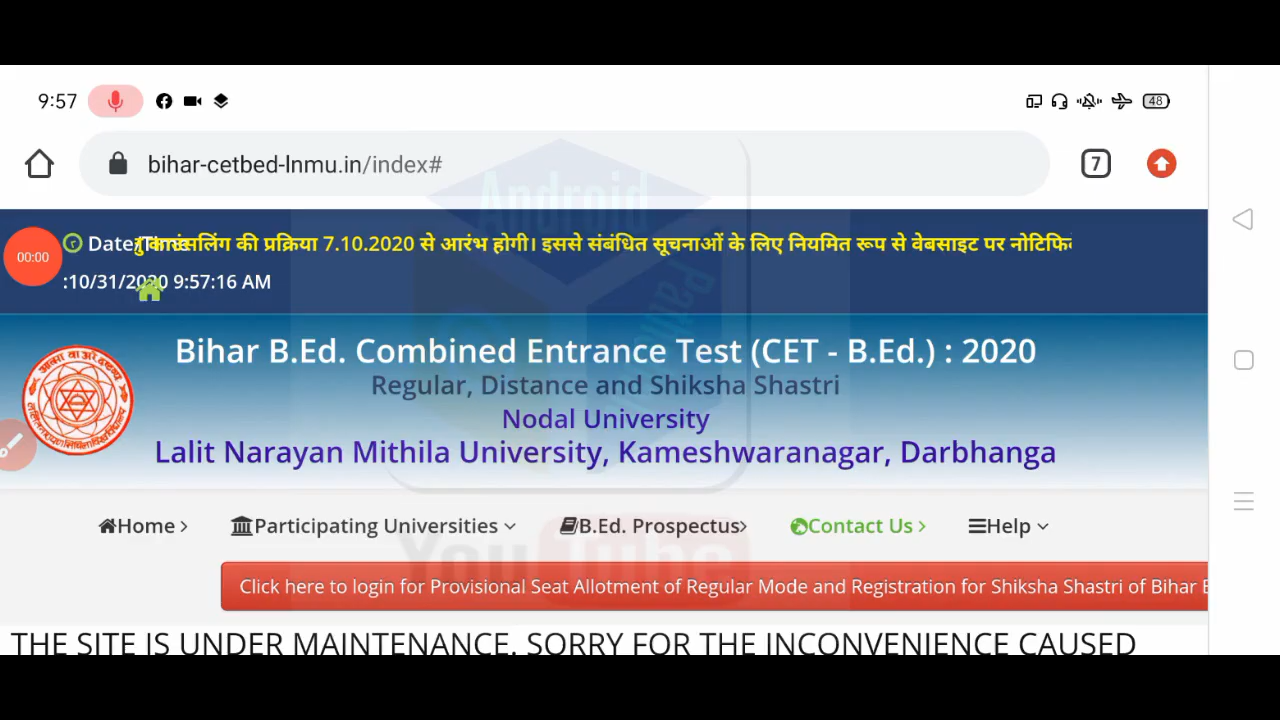 9:57
48
bihar-cetbed-lnmu.in/index#
7
Date/Time काउंसलिंग की प्रक्रिया 7.10.2020 से आरंभ होगी। इससे संबंधित सूचनाओं के लिए नियमित रूप से वेबसाइट पर
00:00
:10/31/2020 9:57:16 AM
Bihar B.Ed. Combined Entrance Test (CET - B.Ed.) : 2020
Regular, Distance and Shiksha Shastri
Nodal University
Lalit Narayan Mithila University, Kameshwaranagar, Darbhanga
Home
Participating Universities
B.Ed. Prospectus
Contact Us
Help
Click here to login for Provisional Seat Allotment of Regular Mode and Registration for Shiksha Shastri of Bihar
THE SITE IS UNDER MAINTENANCE. SORRY FOR THE INCONVENIENCE CAUSED
Android
YouTube